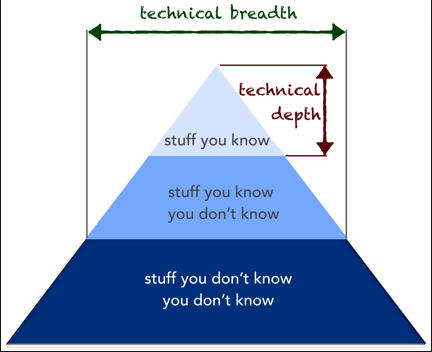 technical breadth
technical
depth
stuff you know
stuff you know
you don't know
stuff you don't know
you don't know